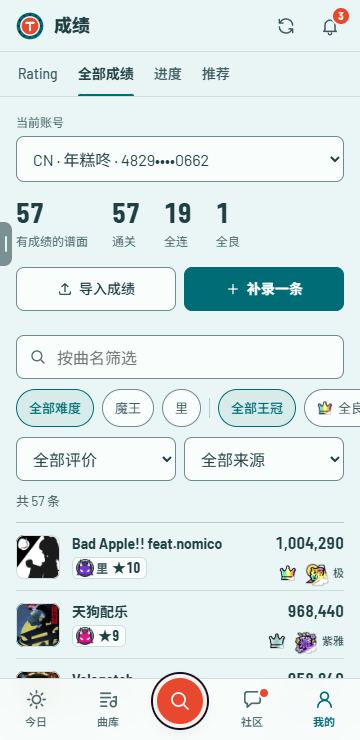 成绩
3
Rating 全部成绩 进度 推荐
当前账号
CN · 年糕咚 · 4829••••0662
57 57 19 1
有成绩的谱面 通关 全连 全良
导入成绩 + 补录一条
按曲名筛选
全部难度 魔王 里 全部王冠 全良
全部评价 全部来源
共 57 条
Bad Apple!! feat.nomico 1,004,290
里 ★10 极
天狗配乐 968,440
★9 紫雅
今日 曲库 社区 我的